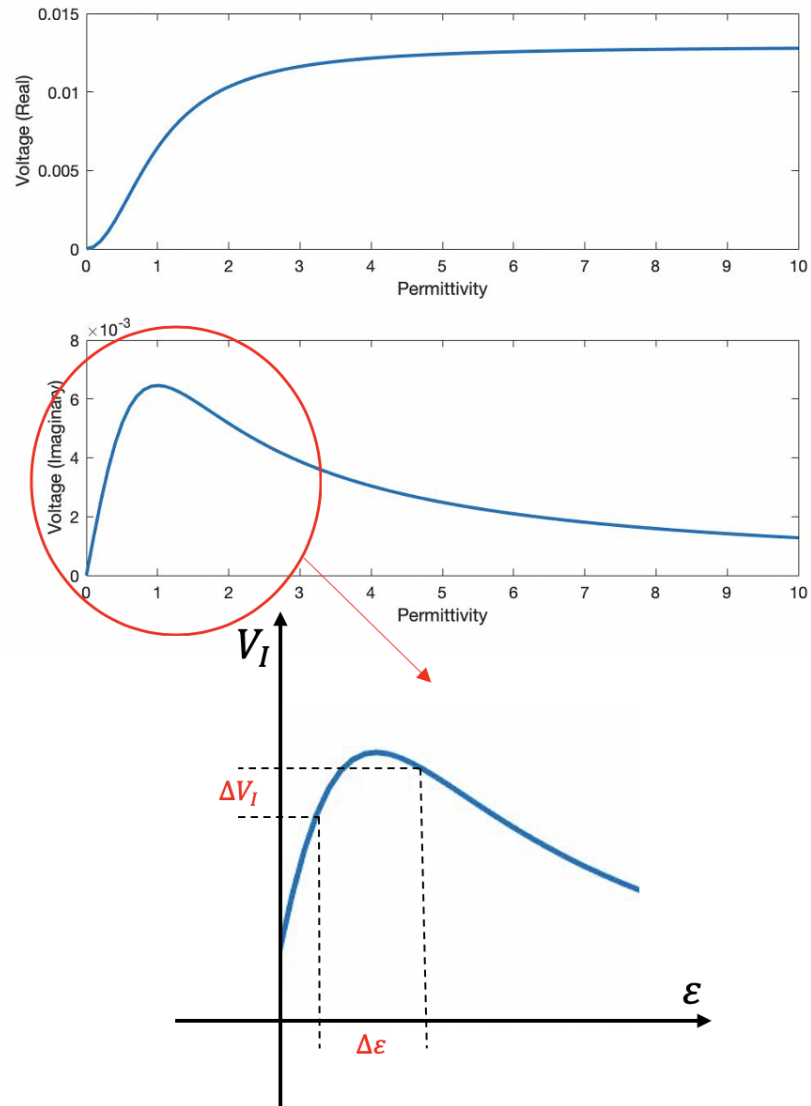 0.015
0.01
0.005
0
Voltage (Real)
0 1 2 3 4 5 6 7 8 9 10
Permittivity
×10⁻³
8
6
4
2
0
Voltage (Imaginary)
0 1 2 3 4 5 6 7 8 9 10
Permittivity
V_I
ΔV_I
ε
Δε